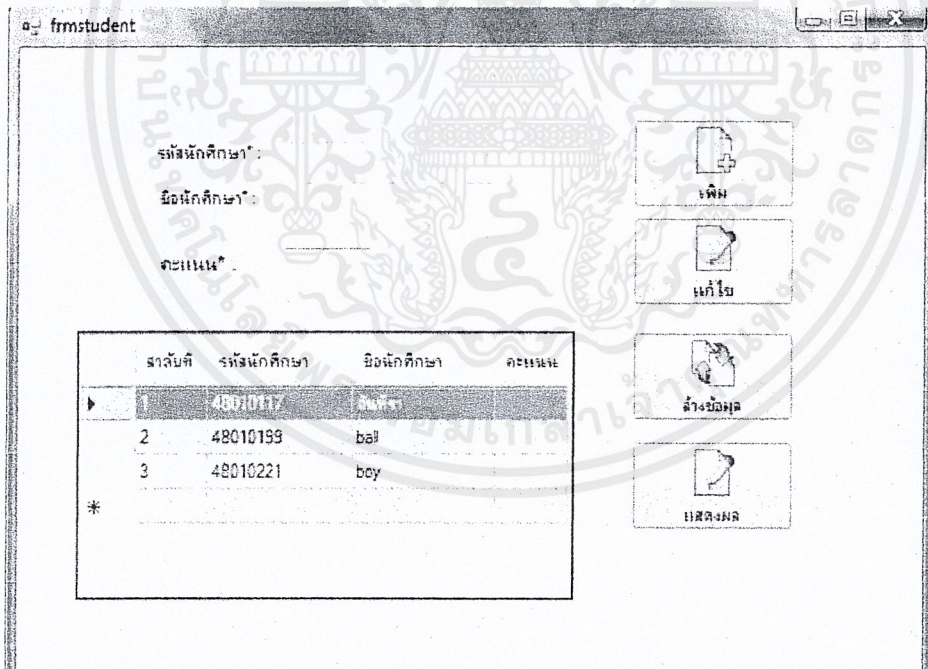 frmstudent
รหัสนักศึกษา* :
ชื่อนักศึกษา* :
คะแนน* :
เพิ่ม
แก้ไข
ล้างข้อมูล
แสดงผล
ลำดับที่ รหัสนักศึกษา ชื่อนักศึกษา คะแนน
1 48010117
2 48010199 ball
3 48010221 boy